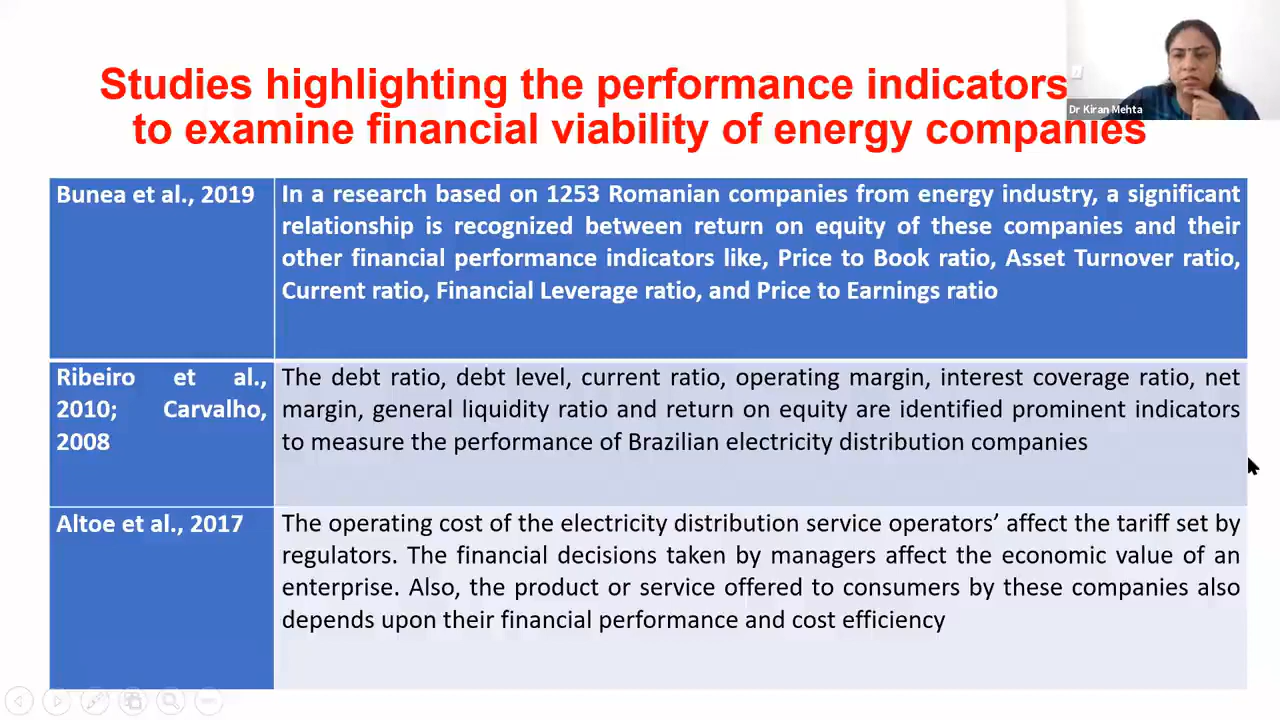 Studies highlighting the performance indicators
to examine financial viability of energy companies
Dr Kiran Mehta
Bunea et al., 2019
In a research based on 1253 Romanian companies from energy industry, a significant
relationship is recognized between return on equity of these companies and their
other financial performance indicators like, Price to Book ratio, Asset Turnover ratio,
Current ratio, Financial Leverage ratio, and Price to Earnings ratio
Ribeiro et al.,
2010; Carvalho,
2008
The debt ratio, debt level, current ratio, operating margin, interest coverage ratio, net
margin, general liquidity ratio and return on equity are identified prominent indicators
to measure the performance of Brazilian electricity distribution companies
Altoe et al., 2017
The operating cost of the electricity distribution service operators’ affect the tariff set by
regulators. The financial decisions taken by managers affect the economic value of an
enterprise. Also, the product or service offered to consumers by these companies also
depends upon their financial performance and cost efficiency